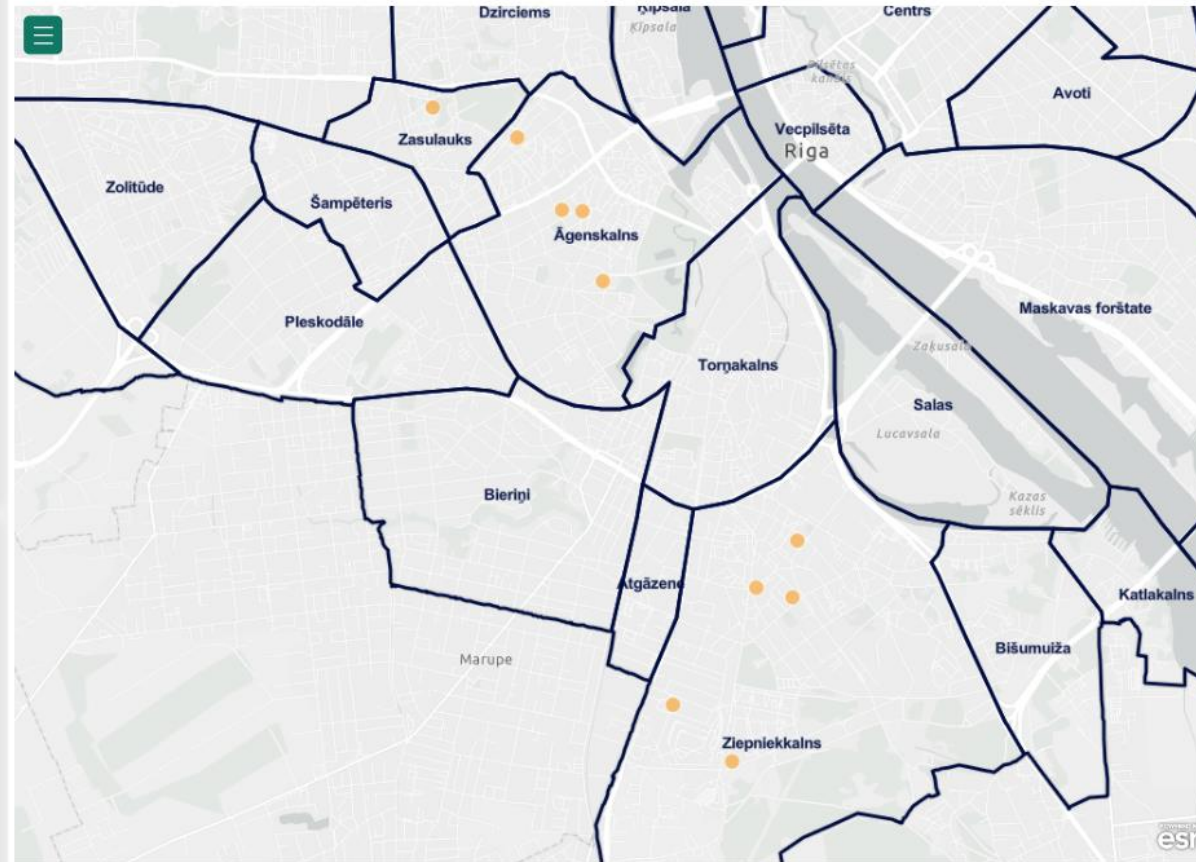 Dzirciems
Ķīpsala
Ķīpsala
Centrs
Pilsētas
kanāls
Avoti
Zasulauks
Vecpilsēta
Riga
Zolitūde
Šampēteris
Āgenskalns
Pleskodāle
Maskavas forštate
Zaķusala
Torņakalns
Salas
Lucavsala
Bieriņi
Kazas
sēklis
Atgāzene
Katlakalns
Bišumuiža
Marupe
Ziepniekkalns
esri